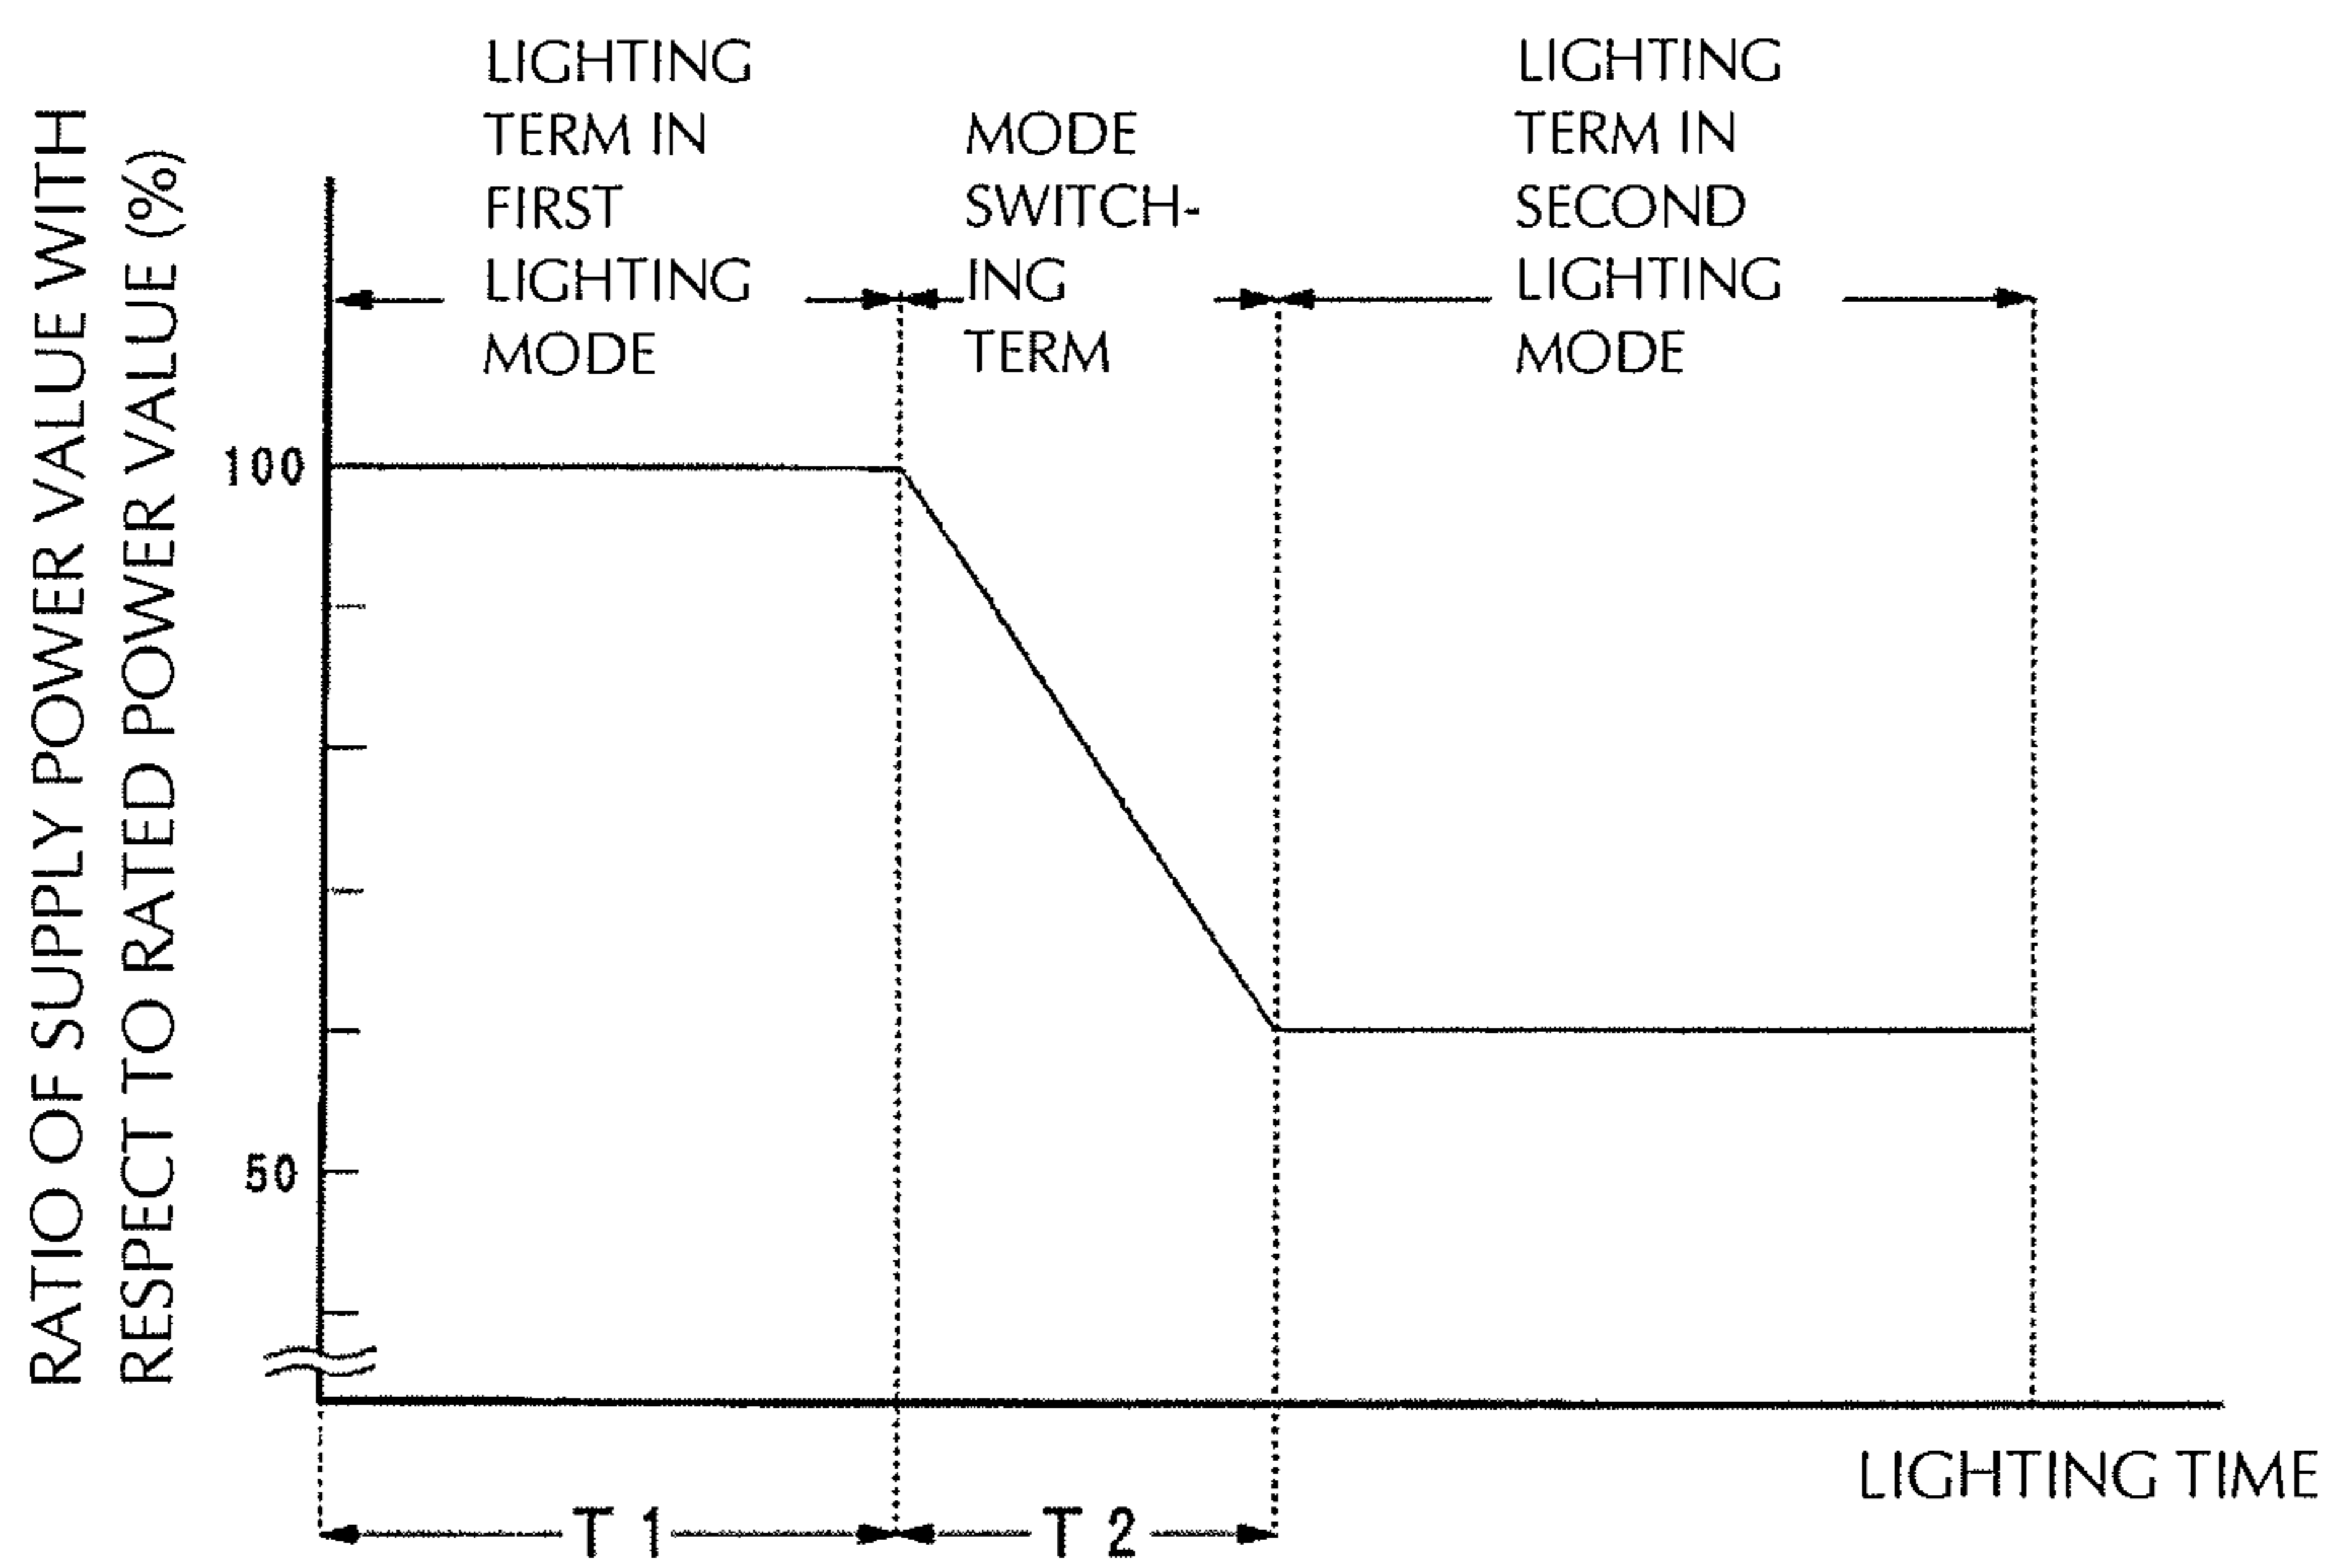 RATIO OF SUPPLY POWER VALUE WITH
RESPECT TO RATED POWER VALUE (%)
LIGHTING
TERM IN
FIRST
LIGHTING
MODE
MODE
SWITCH-
ING
TERM
LIGHTING
TERM IN
SECOND
LIGHTING
MODE
100
50
LIGHTING TIME
T 1
T 2